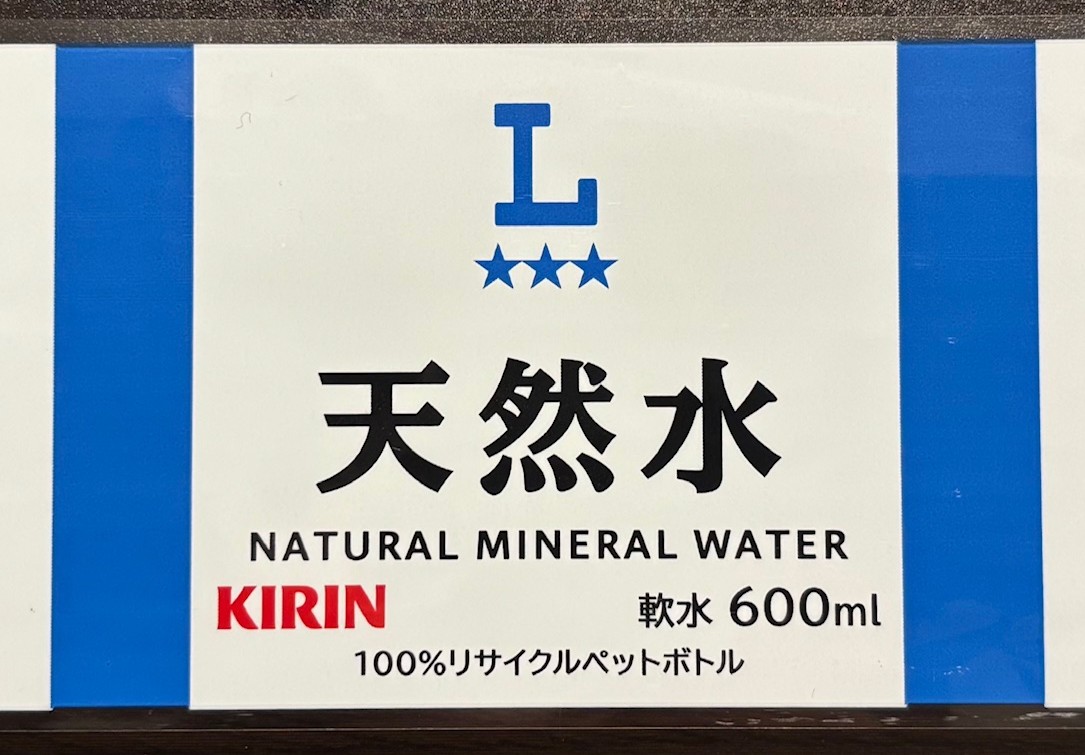 L
★★★
天然水
NATURAL MINERAL WATER
KIRIN
軟水 600ml
100%リサイクルペットボトル